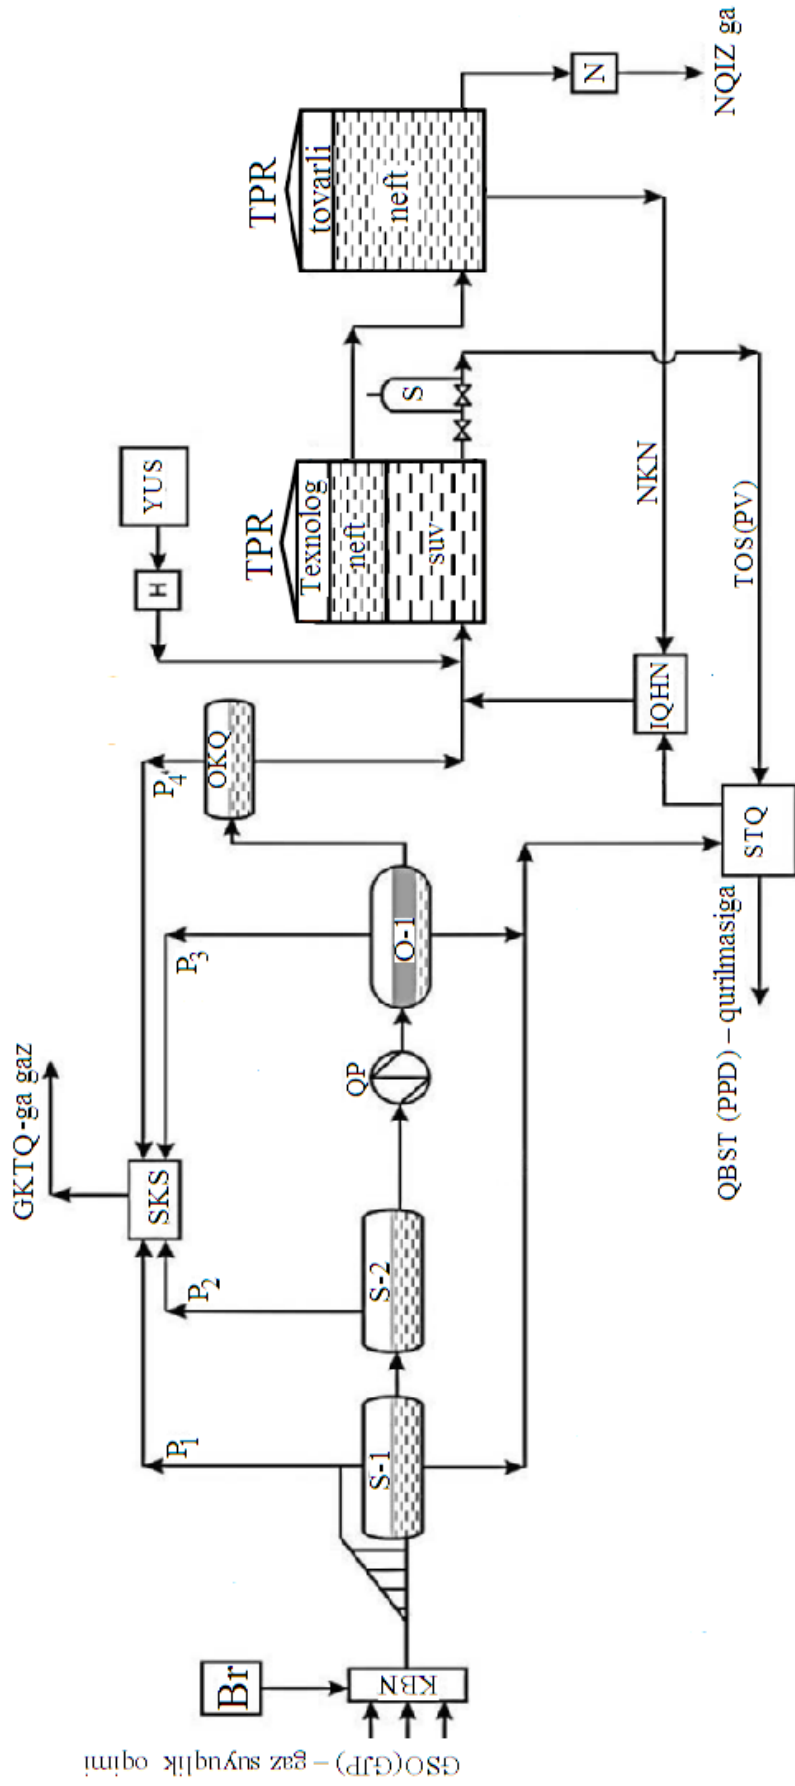 GSO(GJP) – gaz suyuqlik oqimi
KBN
Br
S-1
P1
S-2
P2
SKS
GKTQ-ga gaz
QP
O-1
P3
OKQ
P4'
H
YUS
TPR
Texnolog
neft
suv
S
TPR
tovarli
neft
N
NQIZ ga
NKN
TOS(PV)
IQHN
STQ
QBST (PPD) – qurilmasiga